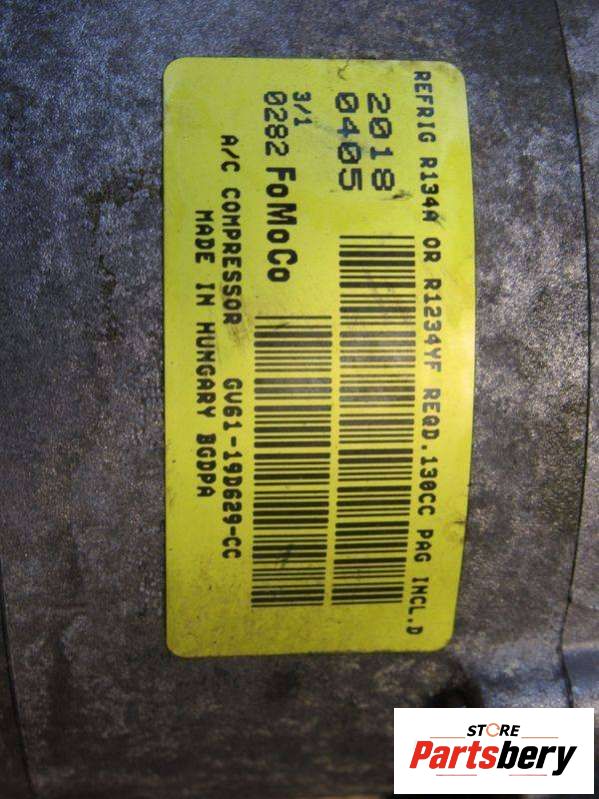 REFRIG R134A OR R1234YF REQD.130CC PAG INCL.D
2018
0405
3/1
0282 FoMoCo
A/C COMPRESSOR GV61-19D629-CC
MADE IN HUNGARY BGDPA
STORE
Partsbery